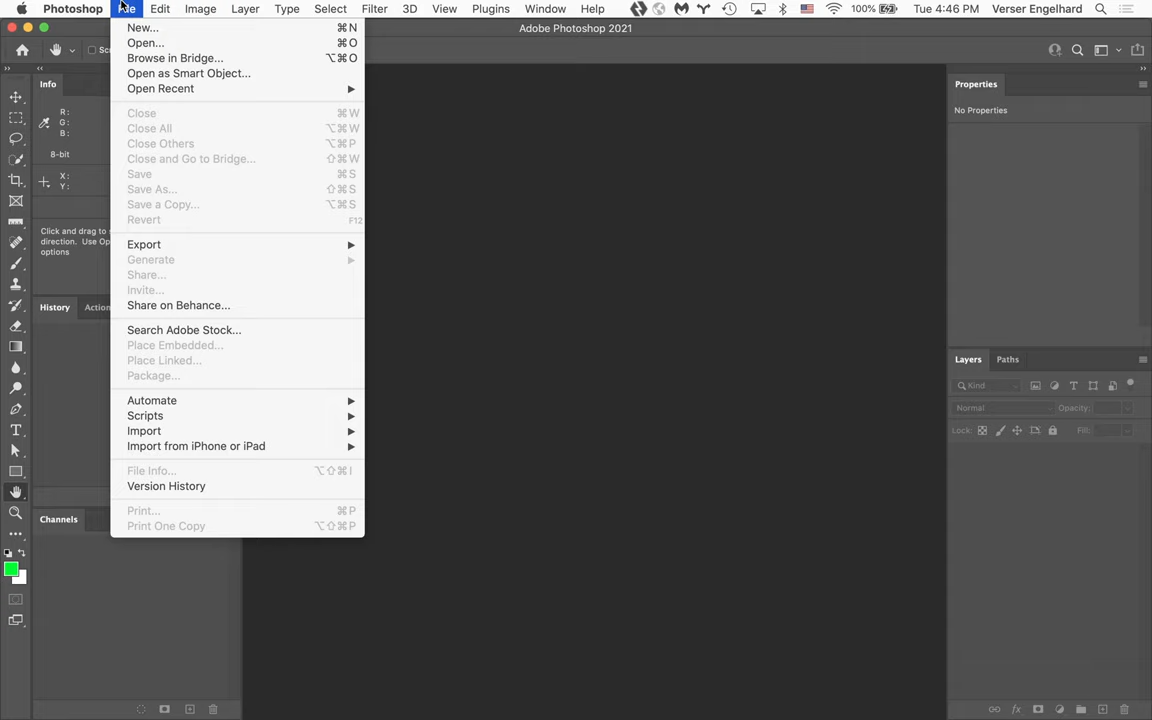 Photoshop File Edit Image Layer Type Select Filter 3D View Plugins Window Help 100% Tue 4:46 PM Verser Engelhard
Adobe Photoshop 2021
New... ⌘N
Open... ⌘O
Browse in Bridge... ⌥⌘O
Open as Smart Object...
Open Recent
Close ⌘W
Close All ⌥⌘W
Close Others ⌥⌘P
Close and Go to Bridge... ⇧⌘W
Save ⌘S
Save As... ⇧⌘S
Save a Copy... ⌥⌘S
Revert F12
Export
Generate
Share...
Invite...
Share on Behance...
Search Adobe Stock...
Place Embedded...
Place Linked...
Package...
Automate
Scripts
Import
Import from iPhone or iPad
File Info... ⌥⇧⌘I
Version History
Print... ⌘P
Print One Copy ⌥⇧⌘P
Info
R:
G:
B:
8-bit
X:
Y:
Click and drag to
direction. Use
options
History
Channels
Properties
No Properties
Layers Paths
Kind
Normal Opacity:
Lock: Fill: